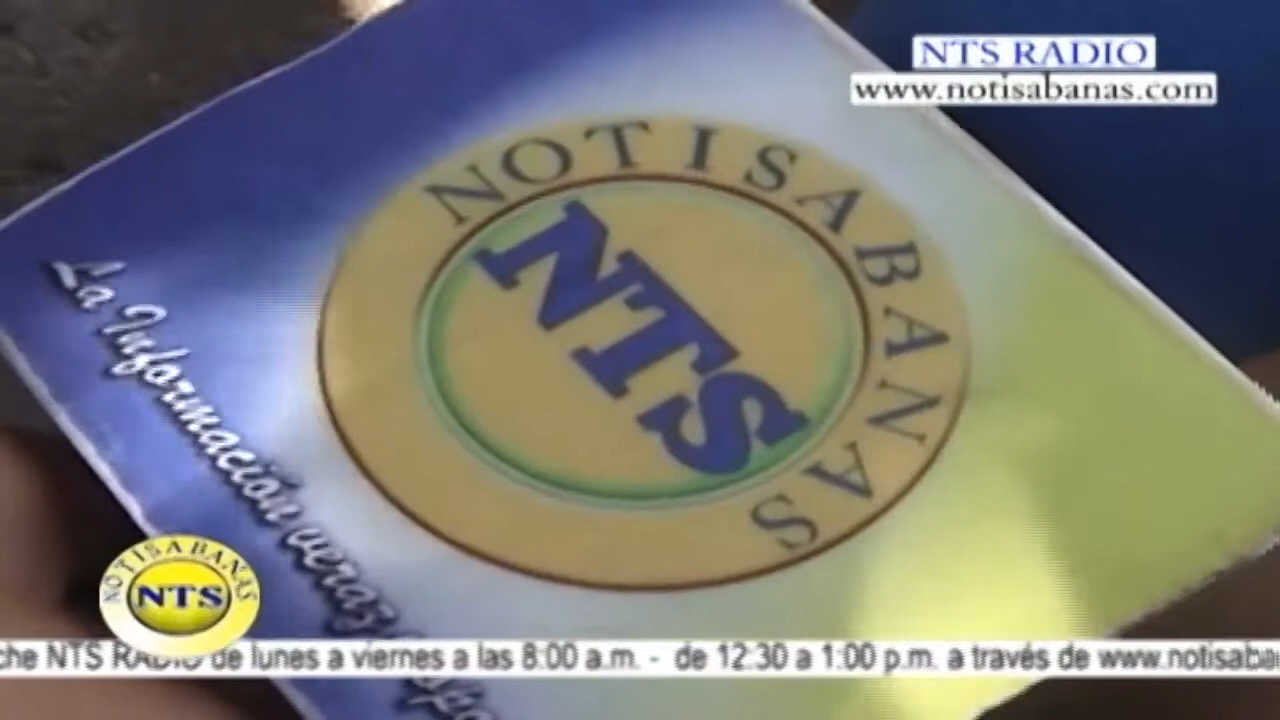 NTS RADIO
www.notisabanas.com
NOTISABANAS
NTS
La Información veraz
NOTISABANAS
NTS
che NTS RADIO de lunes a viernes a las 8:00 a.m. - de 12:30 a 1:00 p.m. a través de www.notisaba